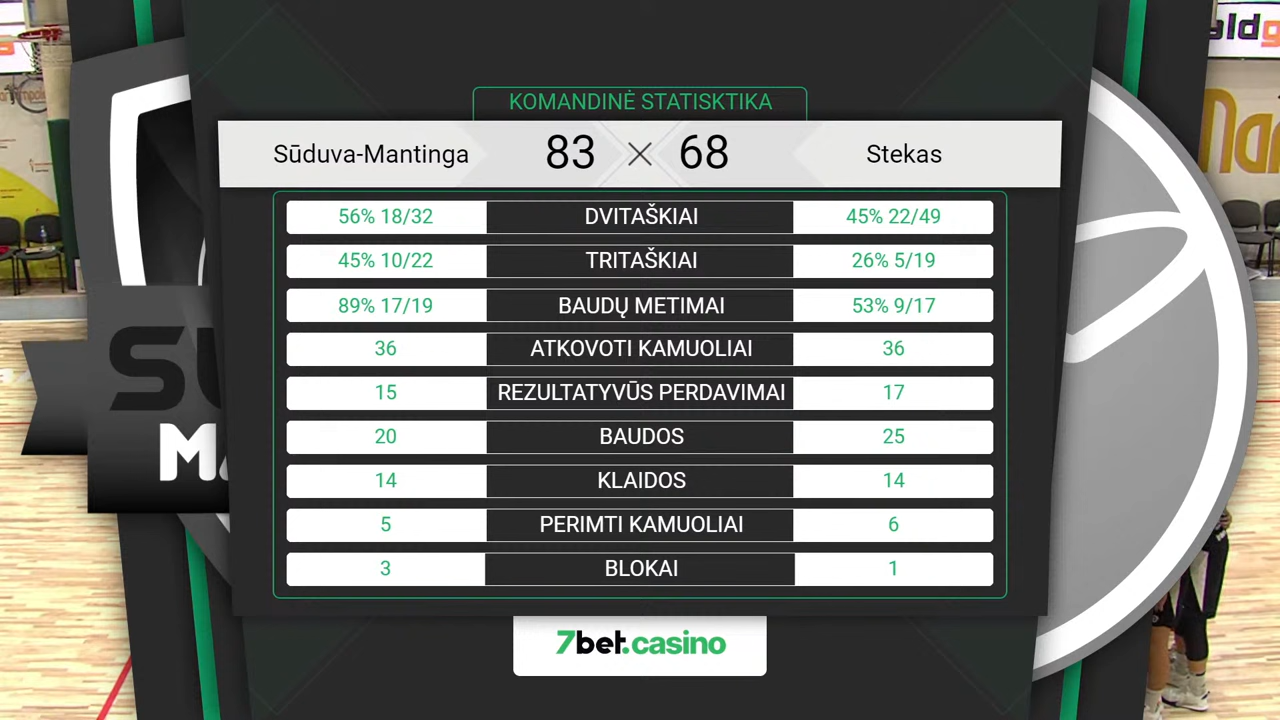 KOMANDINĖ STATISKTIKA
Sūduva-Mantinga 83 68 Stekas
56% 18/32 DVITAŠKIAI 45% 22/49
45% 10/22 TRITAŠKIAI 26% 5/19
89% 17/19 BAUDŲ METIMAI 53% 9/17
36 ATKOVOTI KAMUOLIAI 36
15 REZULTATYVŪS PERDAVIMAI 17
20 BAUDOS 25
14 KLAIDOS 14
5 PERIMTI KAMUOLIAI 6
3 BLOKAI 1
7bet.casino